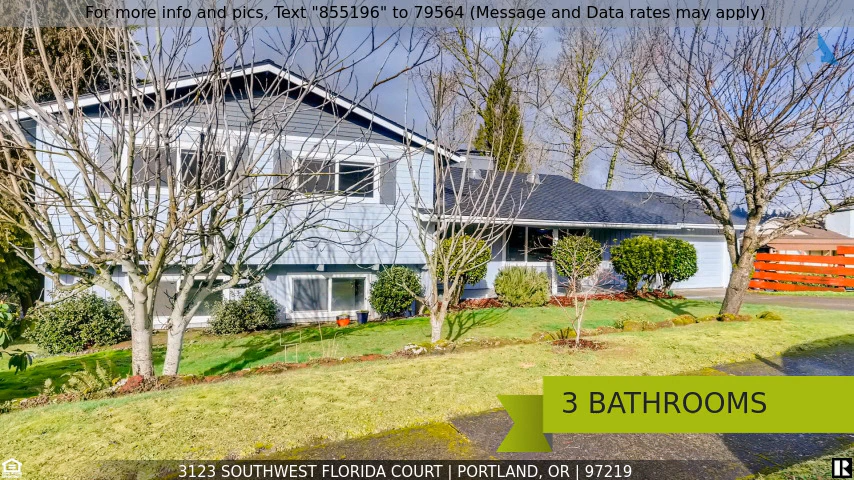 For more info and pics, Text "855196" to 79564 (Message and Data rates may apply)
3 BATHROOMS
3123 SOUTHWEST FLORIDA COURT | PORTLAND, OR | 97219